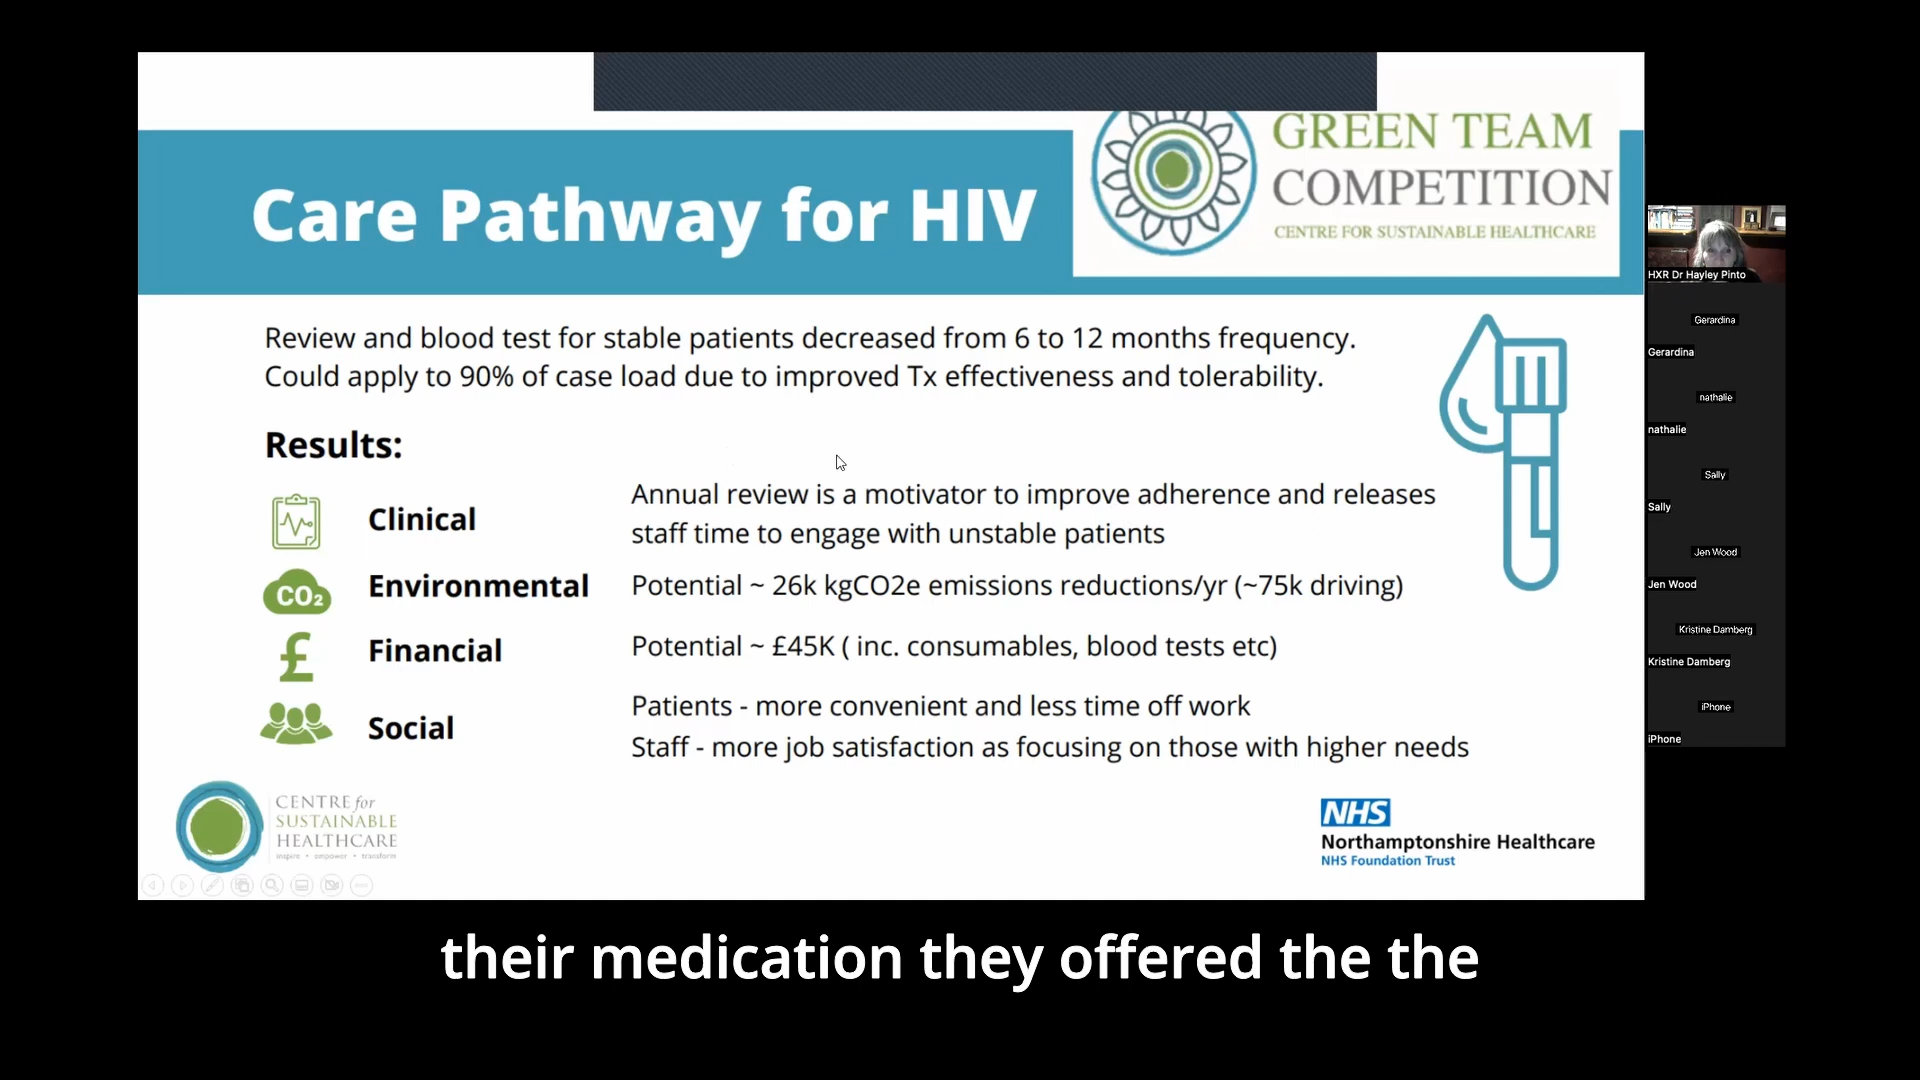 GREEN TEAM
COMPETITION
CENTRE FOR SUSTAINABLE HEALTHCARE
Care Pathway for HIV
Review and blood test for stable patients decreased from 6 to 12 months frequency.
Could apply to 90% of case load due to improved Tx effectiveness and tolerability.
Results:
Clinical
Annual review is a motivator to improve adherence and releases
staff time to engage with unstable patients
CO₂
Environmental
Potential ~ 26k kgCO2e emissions reductions/yr (~75k driving)
£
Financial
Potential ~ £45K ( inc. consumables, blood tests etc)
Social
Patients - more convenient and less time off work
Staff - more job satisfaction as focusing on those with higher needs
CENTRE for
SUSTAINABLE
HEALTHCARE
inspire • empower • transform
NHS
Northamptonshire Healthcare
NHS Foundation Trust
HXR Dr Hayley Pinto
Gerardina
Gerardina
nathalie
nathalie
Sally
Sally
Jen Wood
Jen Wood
Kristine Damberg
Kristine Damberg
iPhone
iPhone
their medication they offered the the